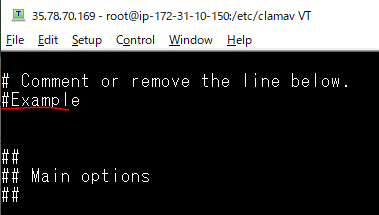 35.78.70.169 - root@ip-172-31-10-150:/etc/clamav VT
File Edit Setup Control Window Help
# Comment or remove the line below.
#Example
##
## Main options
##